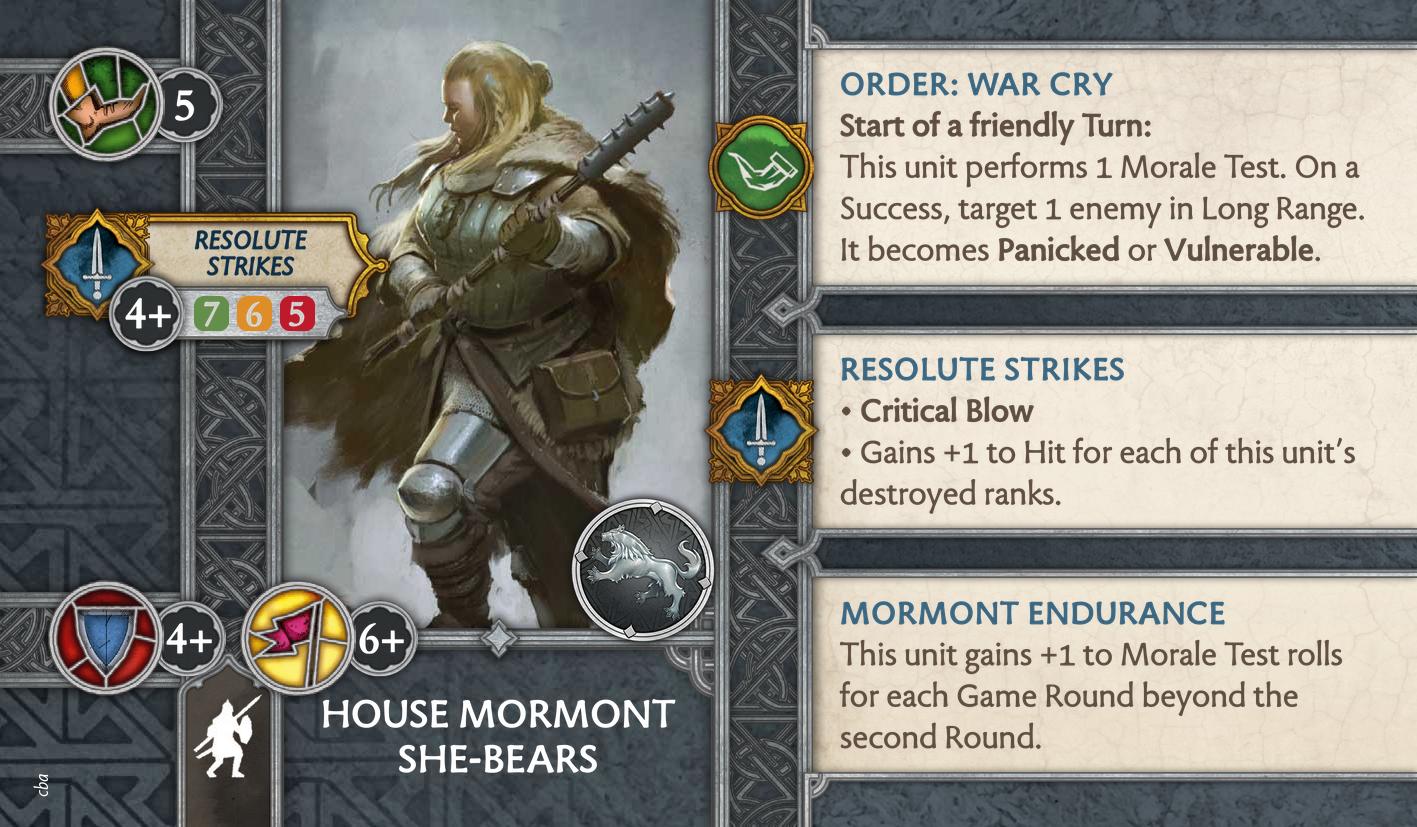 5
RESOLUTE
STRIKES
4+ 7 6 5
4+ 6+
HOUSE MORMONT
SHE-BEARS
cba
ORDER: WAR CRY
Start of a friendly Turn:
This unit performs 1 Morale Test. On a
Success, target 1 enemy in Long Range.
It becomes Panicked or Vulnerable.
RESOLUTE STRIKES
• Critical Blow
• Gains +1 to Hit for each of this unit's
destroyed ranks.
MORMONT ENDURANCE
This unit gains +1 to Morale Test rolls
for each Game Round beyond the
second Round.